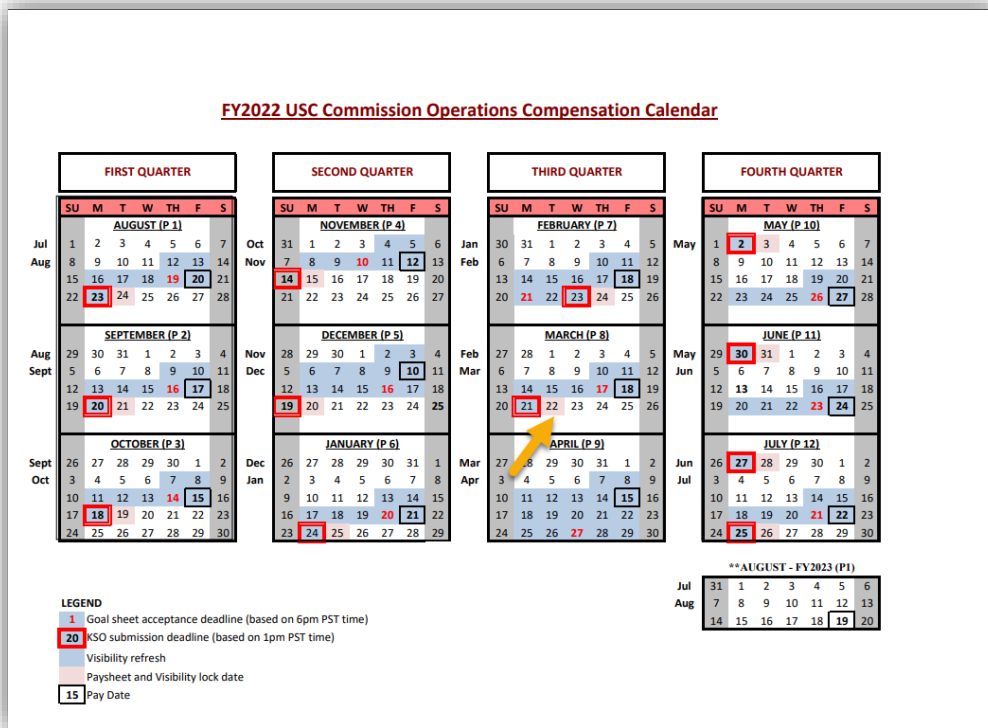 FY2022 USC Commission Operations Compensation Calendar
FIRST QUARTER
SU M T W TH F S
AUGUST (P 1)
Jul 1 2 3 4 5 6 7
Aug 8 9 10 11 12 13 14
15 16 17 18 19 20 21
22 23 24 25 26 27 28
SEPTEMBER (P 2)
Aug 29 30 31 1 2 3 4
Sept 5 6 7 8 9 10 11
12 13 14 15 16 17 18
19 20 21 22 23 24 25
OCTOBER (P 3)
Sept 26 27 28 29 30 1 2
Oct 3 4 5 6 7 8 9
10 11 12 13 14 15 16
17 18 19 20 21 22 23
24 25 26 27 28 29 30
SECOND QUARTER
SU M T W TH F S
NOVEMBER (P 4)
Oct 31 1 2 3 4 5 6
Nov 7 8 9 10 11 12 13
14 15 16 17 18 19 20
21 22 23 24 25 26 27
DECEMBER (P 5)
Nov 28 29 30 1 2 3 4
Dec 5 6 7 8 9 10 11
12 13 14 15 16 17 18
19 20 21 22 23 24 25
JANUARY (P 6)
Dec 26 27 28 29 30 31 1
Jan 2 3 4 5 6 7 8
9 10 11 12 13 14 15
16 17 18 19 20 21 22
23 24 25 26 27 28 29
THIRD QUARTER
SU M T W TH F S
FEBRUARY (P 7)
Jan 30 31 1 2 3 4 5
Feb 6 7 8 9 10 11 12
13 14 15 16 17 18 19
20 21 22 23 24 25 26
MARCH (P 8)
Feb 27 28 1 2 3 4 5
Mar 6 7 8 9 10 11 12
13 14 15 16 17 18 19
20 21 22 23 24 25 26
APRIL (P 9)
Mar 27 28 29 30 31 1 2
Apr 3 4 5 6 7 8 9
10 11 12 13 14 15 16
17 18 19 20 21 22 23
24 25 26 27 28 29 30
FOURTH QUARTER
SU M T W TH F S
MAY (P 10)
May 1 2 3 4 5 6 7
8 9 10 11 12 13 14
15 16 17 18 19 20 21
22 23 24 25 26 27 28
JUNE (P 11)
May 29 30 31 1 2 3 4
Jun 5 6 7 8 9 10 11
12 13 14 15 16 17 18
19 20 21 22 23 24 25
JULY (P 12)
Jun 26 27 28 29 30 1 2
Jul 3 4 5 6 7 8 9
10 11 12 13 14 15 16
17 18 19 20 21 22 23
24 25 26 27 28 29 30
**AUGUST - FY2023 (P1)
Jul 31 1 2 3 4 5 6
Aug 7 8 9 10 11 12 13
14 15 16 17 18 19 20
LEGEND
1 Goal sheet acceptance deadline (based on 6pm PST time)
20 KSO submission deadline (based on 1pm PST time)
Visibility refresh
Paysheet and Visibility lock date
15 Pay Date